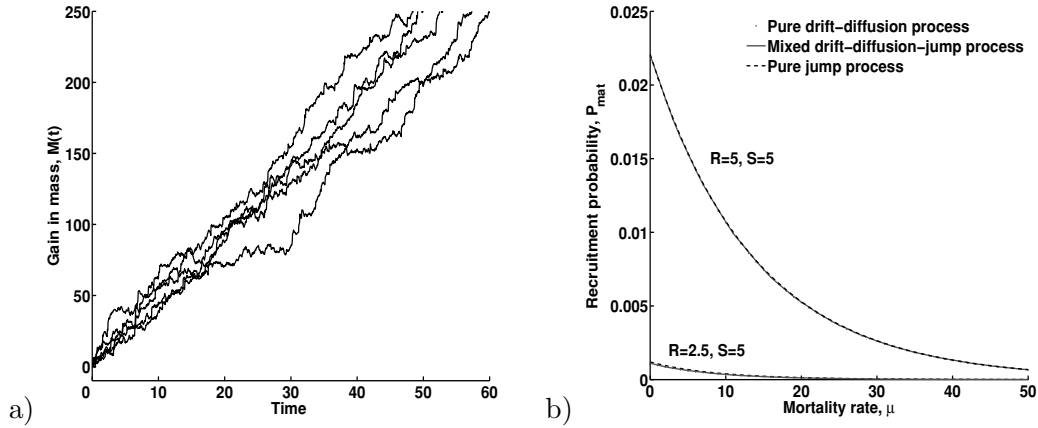 250
200
150
100
50
0
Gain in mass, M(t)
0 10 20 30 40 50 60
Time
a)
0.025
0.02
0.015
0.01
0.005
0
Recruitment probability, P_mat
Pure drift−diffusion process
Mixed drift−diffusion−jump process
Pure jump process
R=5, S=5
R=2.5, S=5
0 10 20 30 40 50
Mortality rate, μ
b)